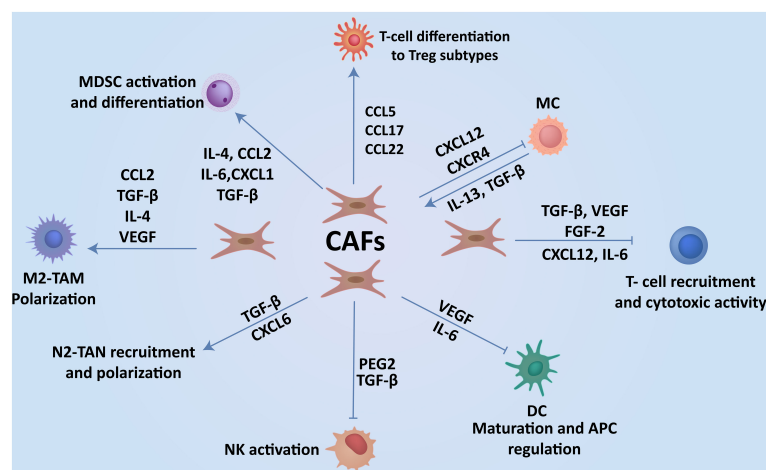 T-cell differentiation
to Treg subtypes
MDSC activation
and differentiation
CCL5
CCL17
CCL22
MC
CXCL12
CXCR4
IL-13, TGF-β
IL-4, CCL2
IL-6,CXCL1
TGF-β
CCL2
TGF-β
IL-4
VEGF
CAFs
TGF-β, VEGF
FGF-2
CXCL12, IL-6
M2-TAM
Polarization
T- cell recruitment
and cytotoxic activity
TGF-β
CXCL6
VEGF
IL-6
N2-TAN recruitment
and polarization
PEG2
TGF-β
DC
Maturation and APC
regulation
NK activation